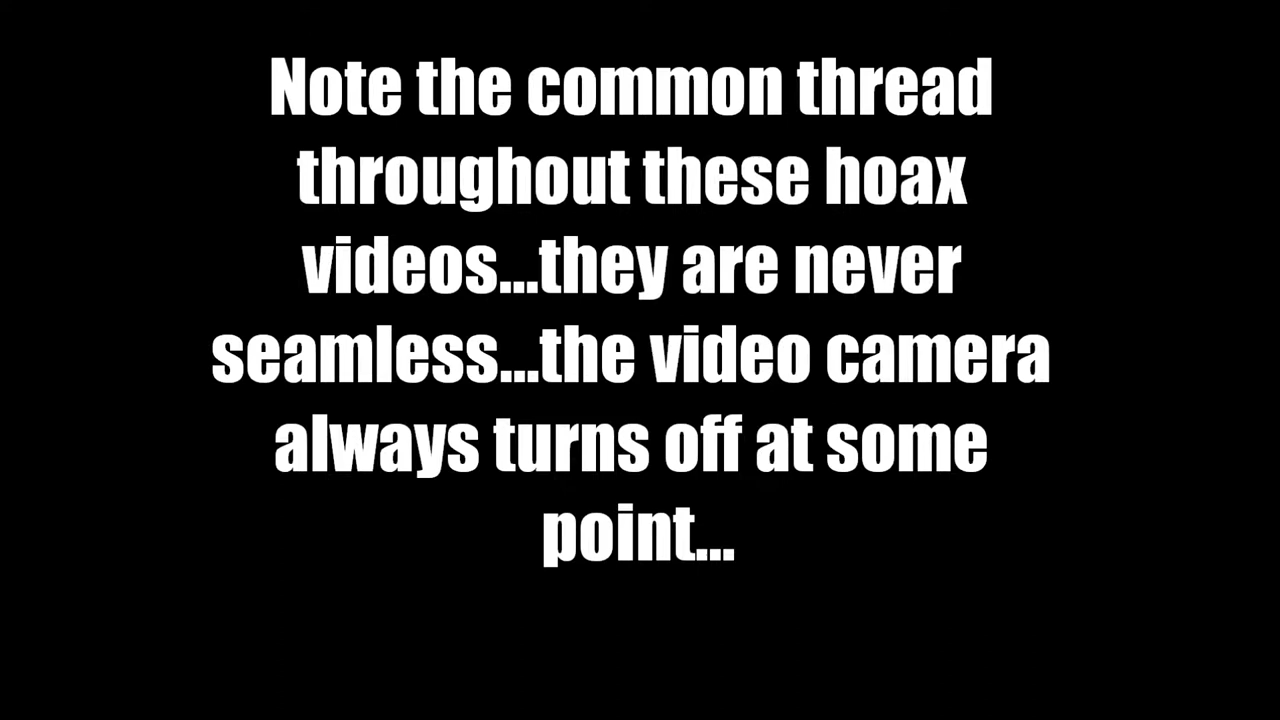 Note the common thread
throughout these hoax
videos...they are never
seamless...the video camera
always turns off at some
point...